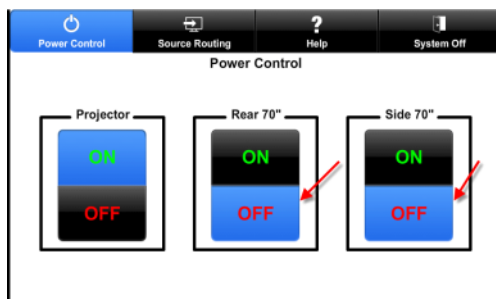 Power Control Source Routing Help System Off
Power Control
Projector Rear 70" Side 70"
ON ON ON
OFF OFF OFF